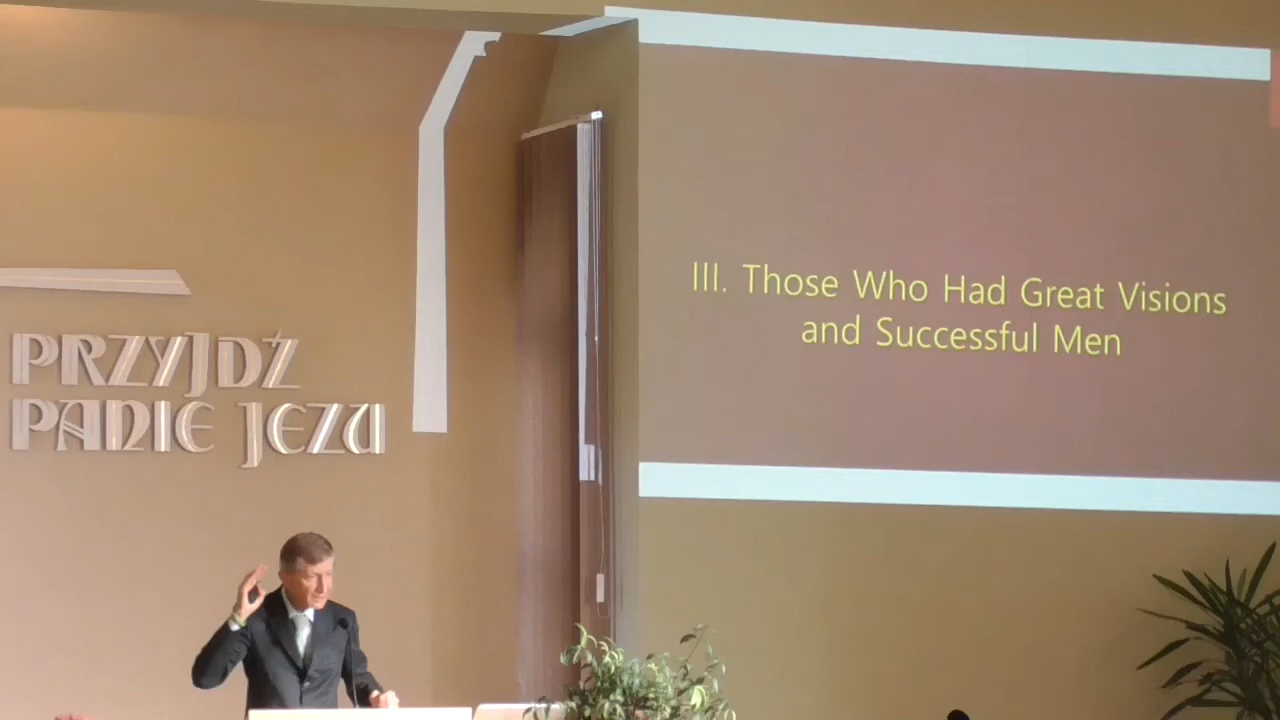 PRZYJDŹ
PANIE JEZU
III. Those Who Had Great Visions
and Successful Men